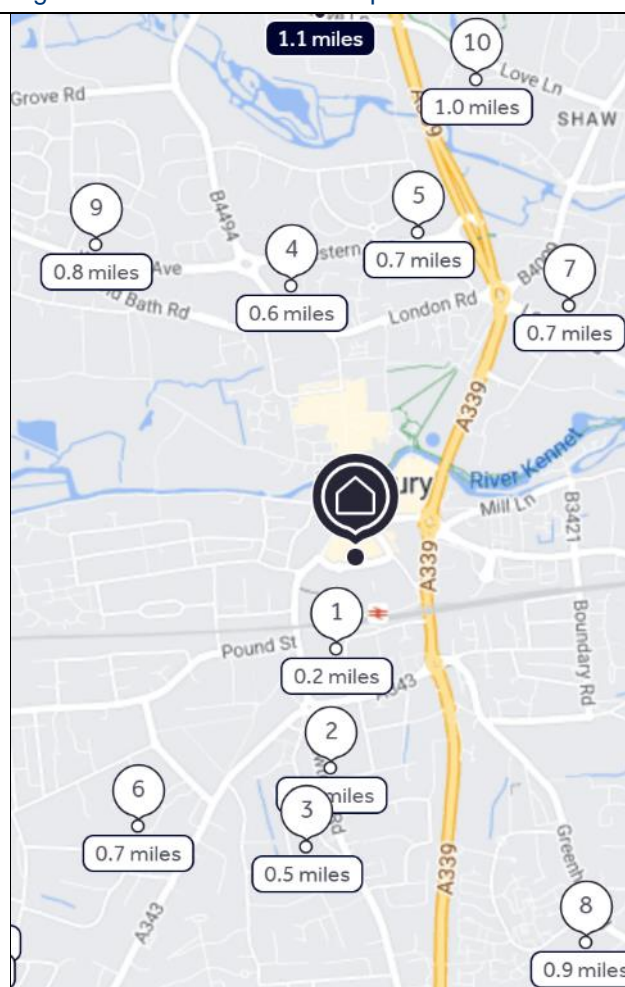 1.1 miles
10
Love Ln
Grove Rd
1.0 miles
SHAW
A339
5
9
B4494
4
0.7 miles
7
0.8 miles
Ave
B4009
Bath Rd
0.6 miles
London Rd
0.7 miles
A339
River Kennet
ury
Mill Ln
B3421
A339
1
Pound St
Boundary Rd
0.2 miles
A343
2
miles
6
3
Rd
0.7 miles
0.5 miles
A339
A343
8
0.9 miles